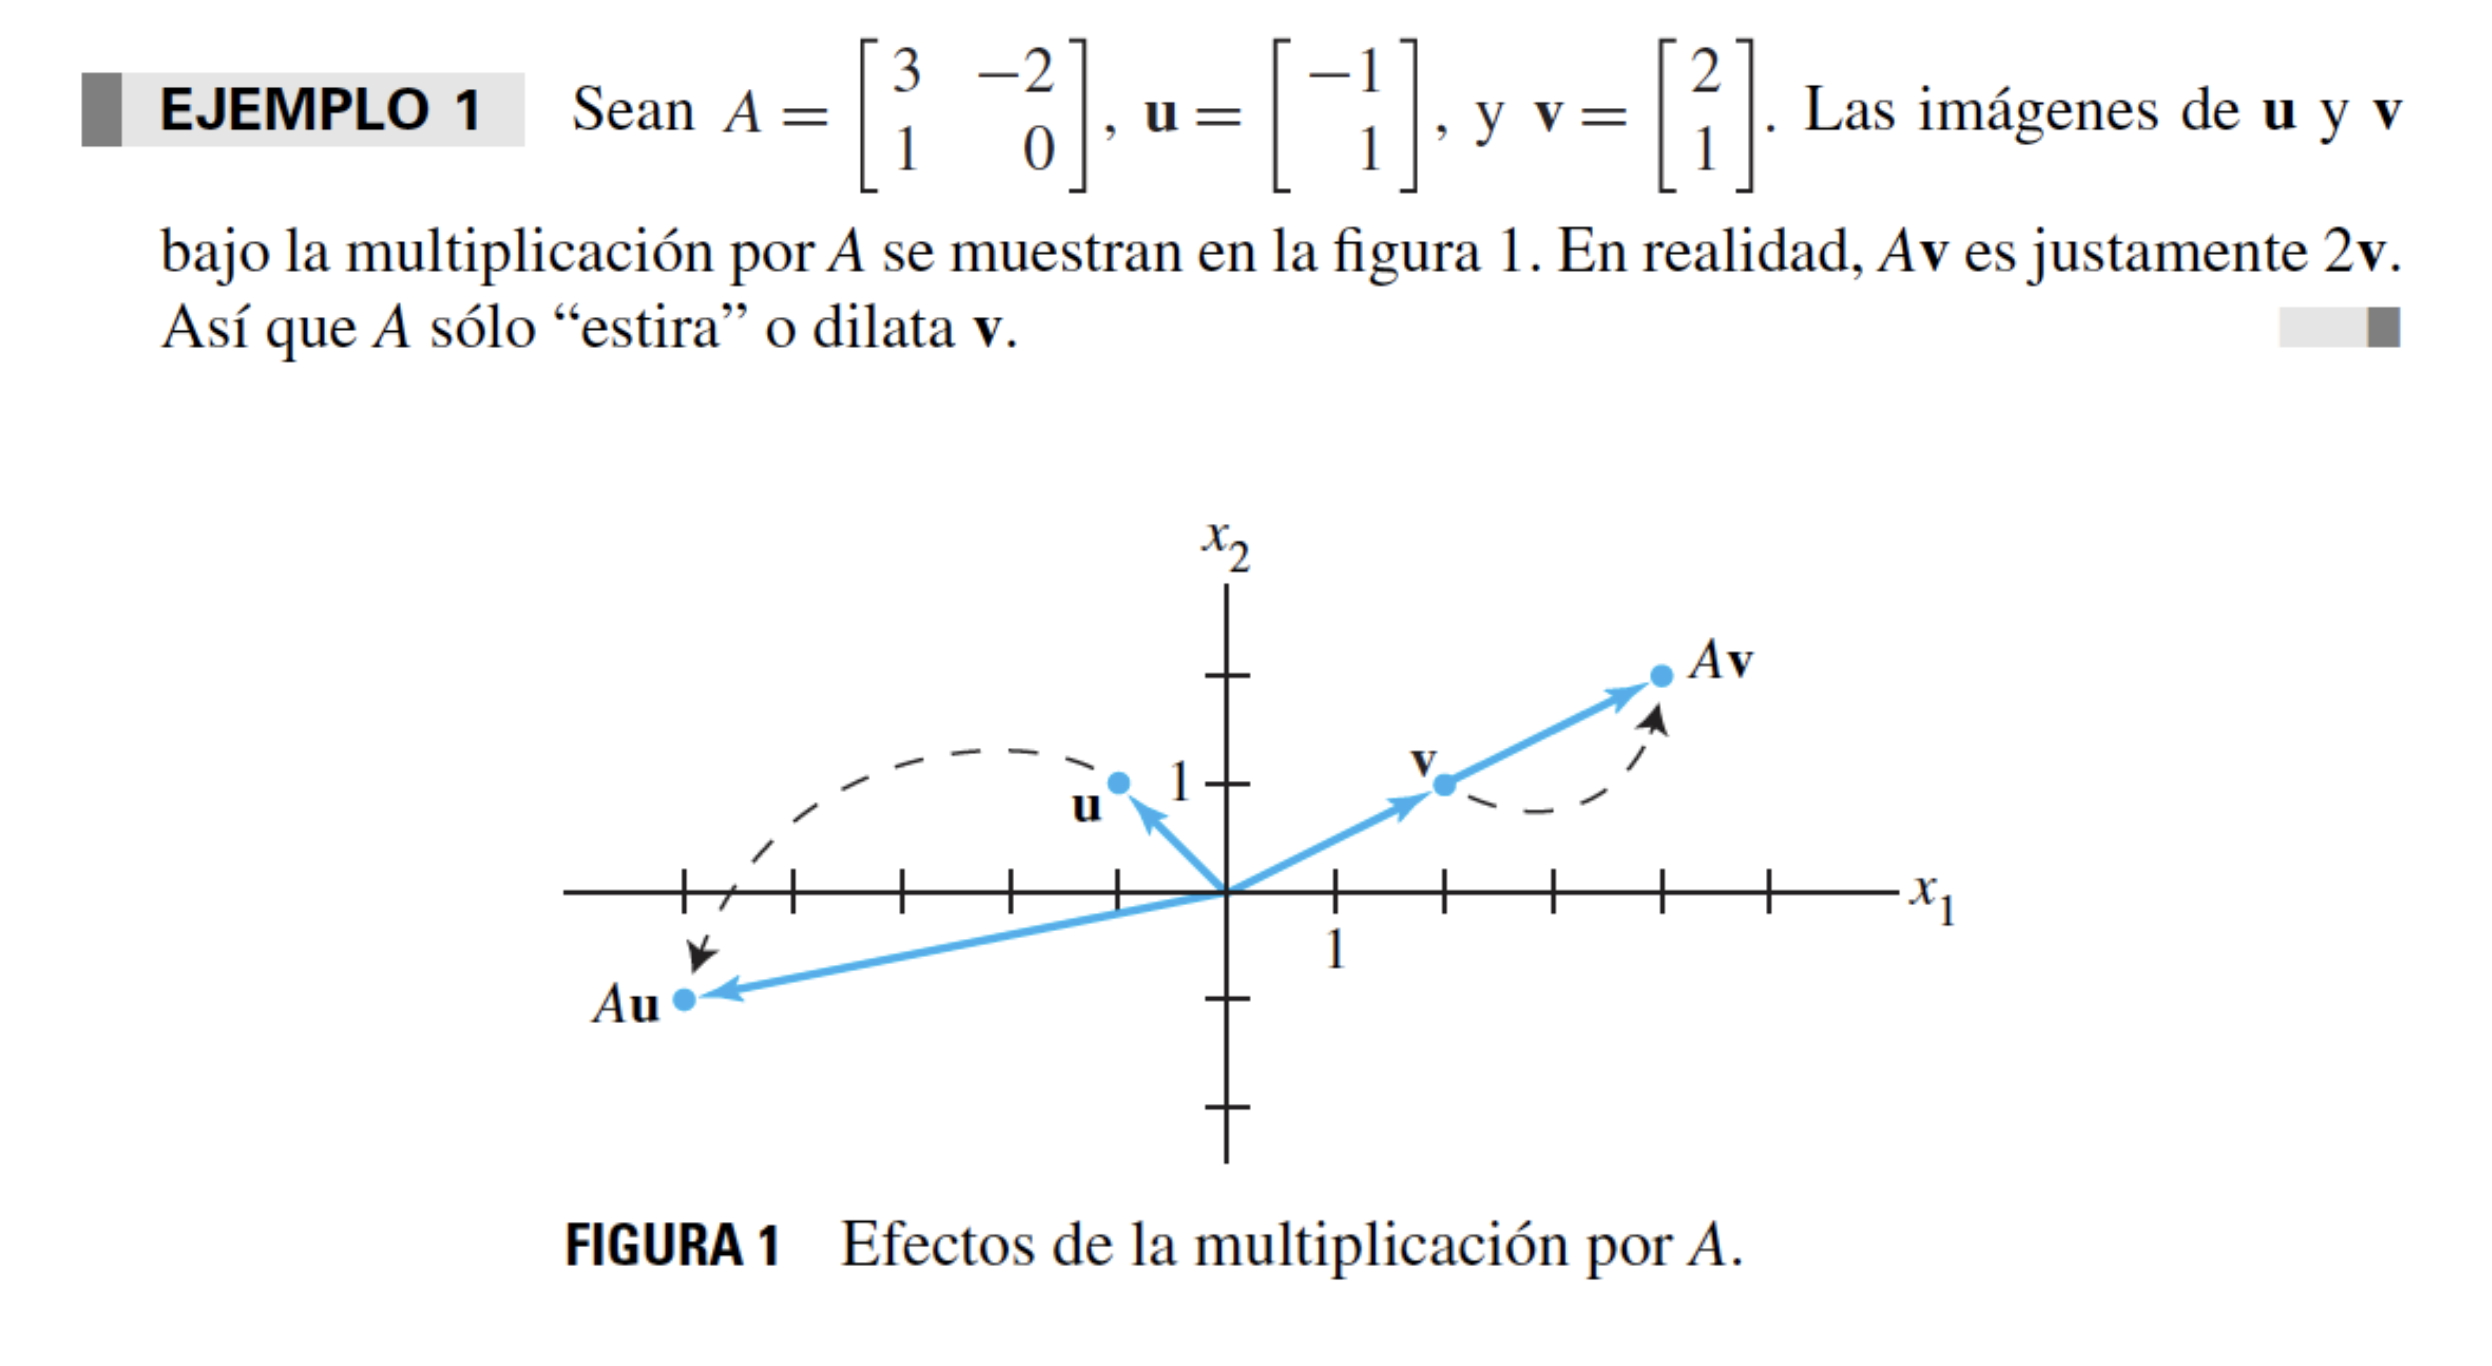 EJEMPLO 1 Sean A = [3 −2; 1 0], u = [−1; 1], y v = [2; 1]. Las imágenes de u y v
bajo la multiplicación por A se muestran en la figura 1. En realidad, Av es justamente 2v.
Así que A sólo “estira” o dilata v.
x₂
Av
v
1
u
x₁
1
Au
FIGURA 1 Efectos de la multiplicación por A.